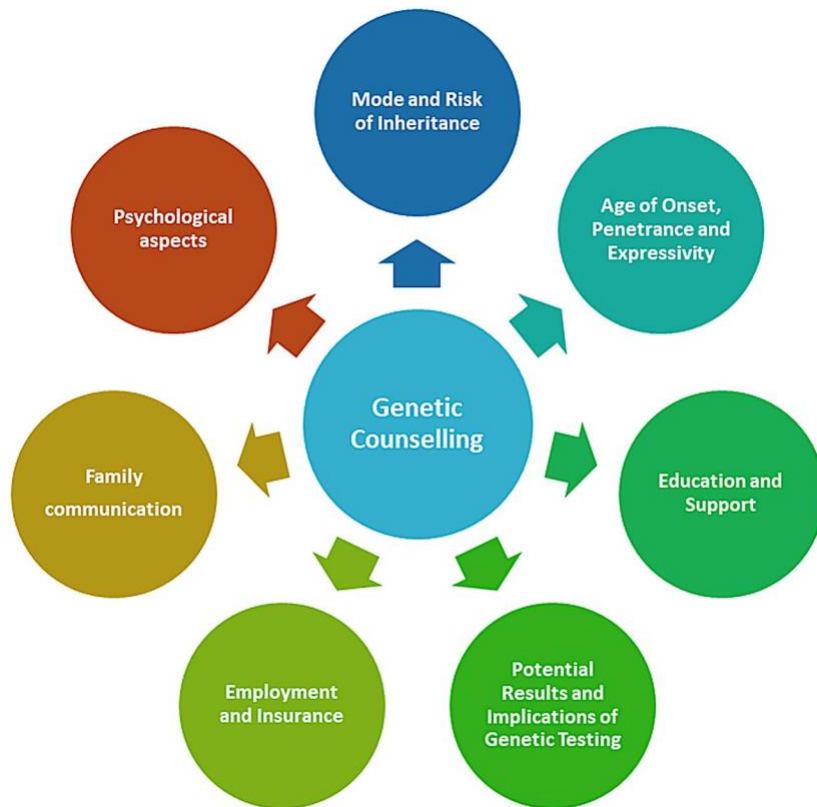 Mode and Risk
of Inheritance
Age of Onset,
Penetrance and
Expressivity
Education and
Support
Potential
Results and
Implications of
Genetic Testing
Employment
and Insurance
Family
communication
Psychological
aspects
Genetic
Counselling